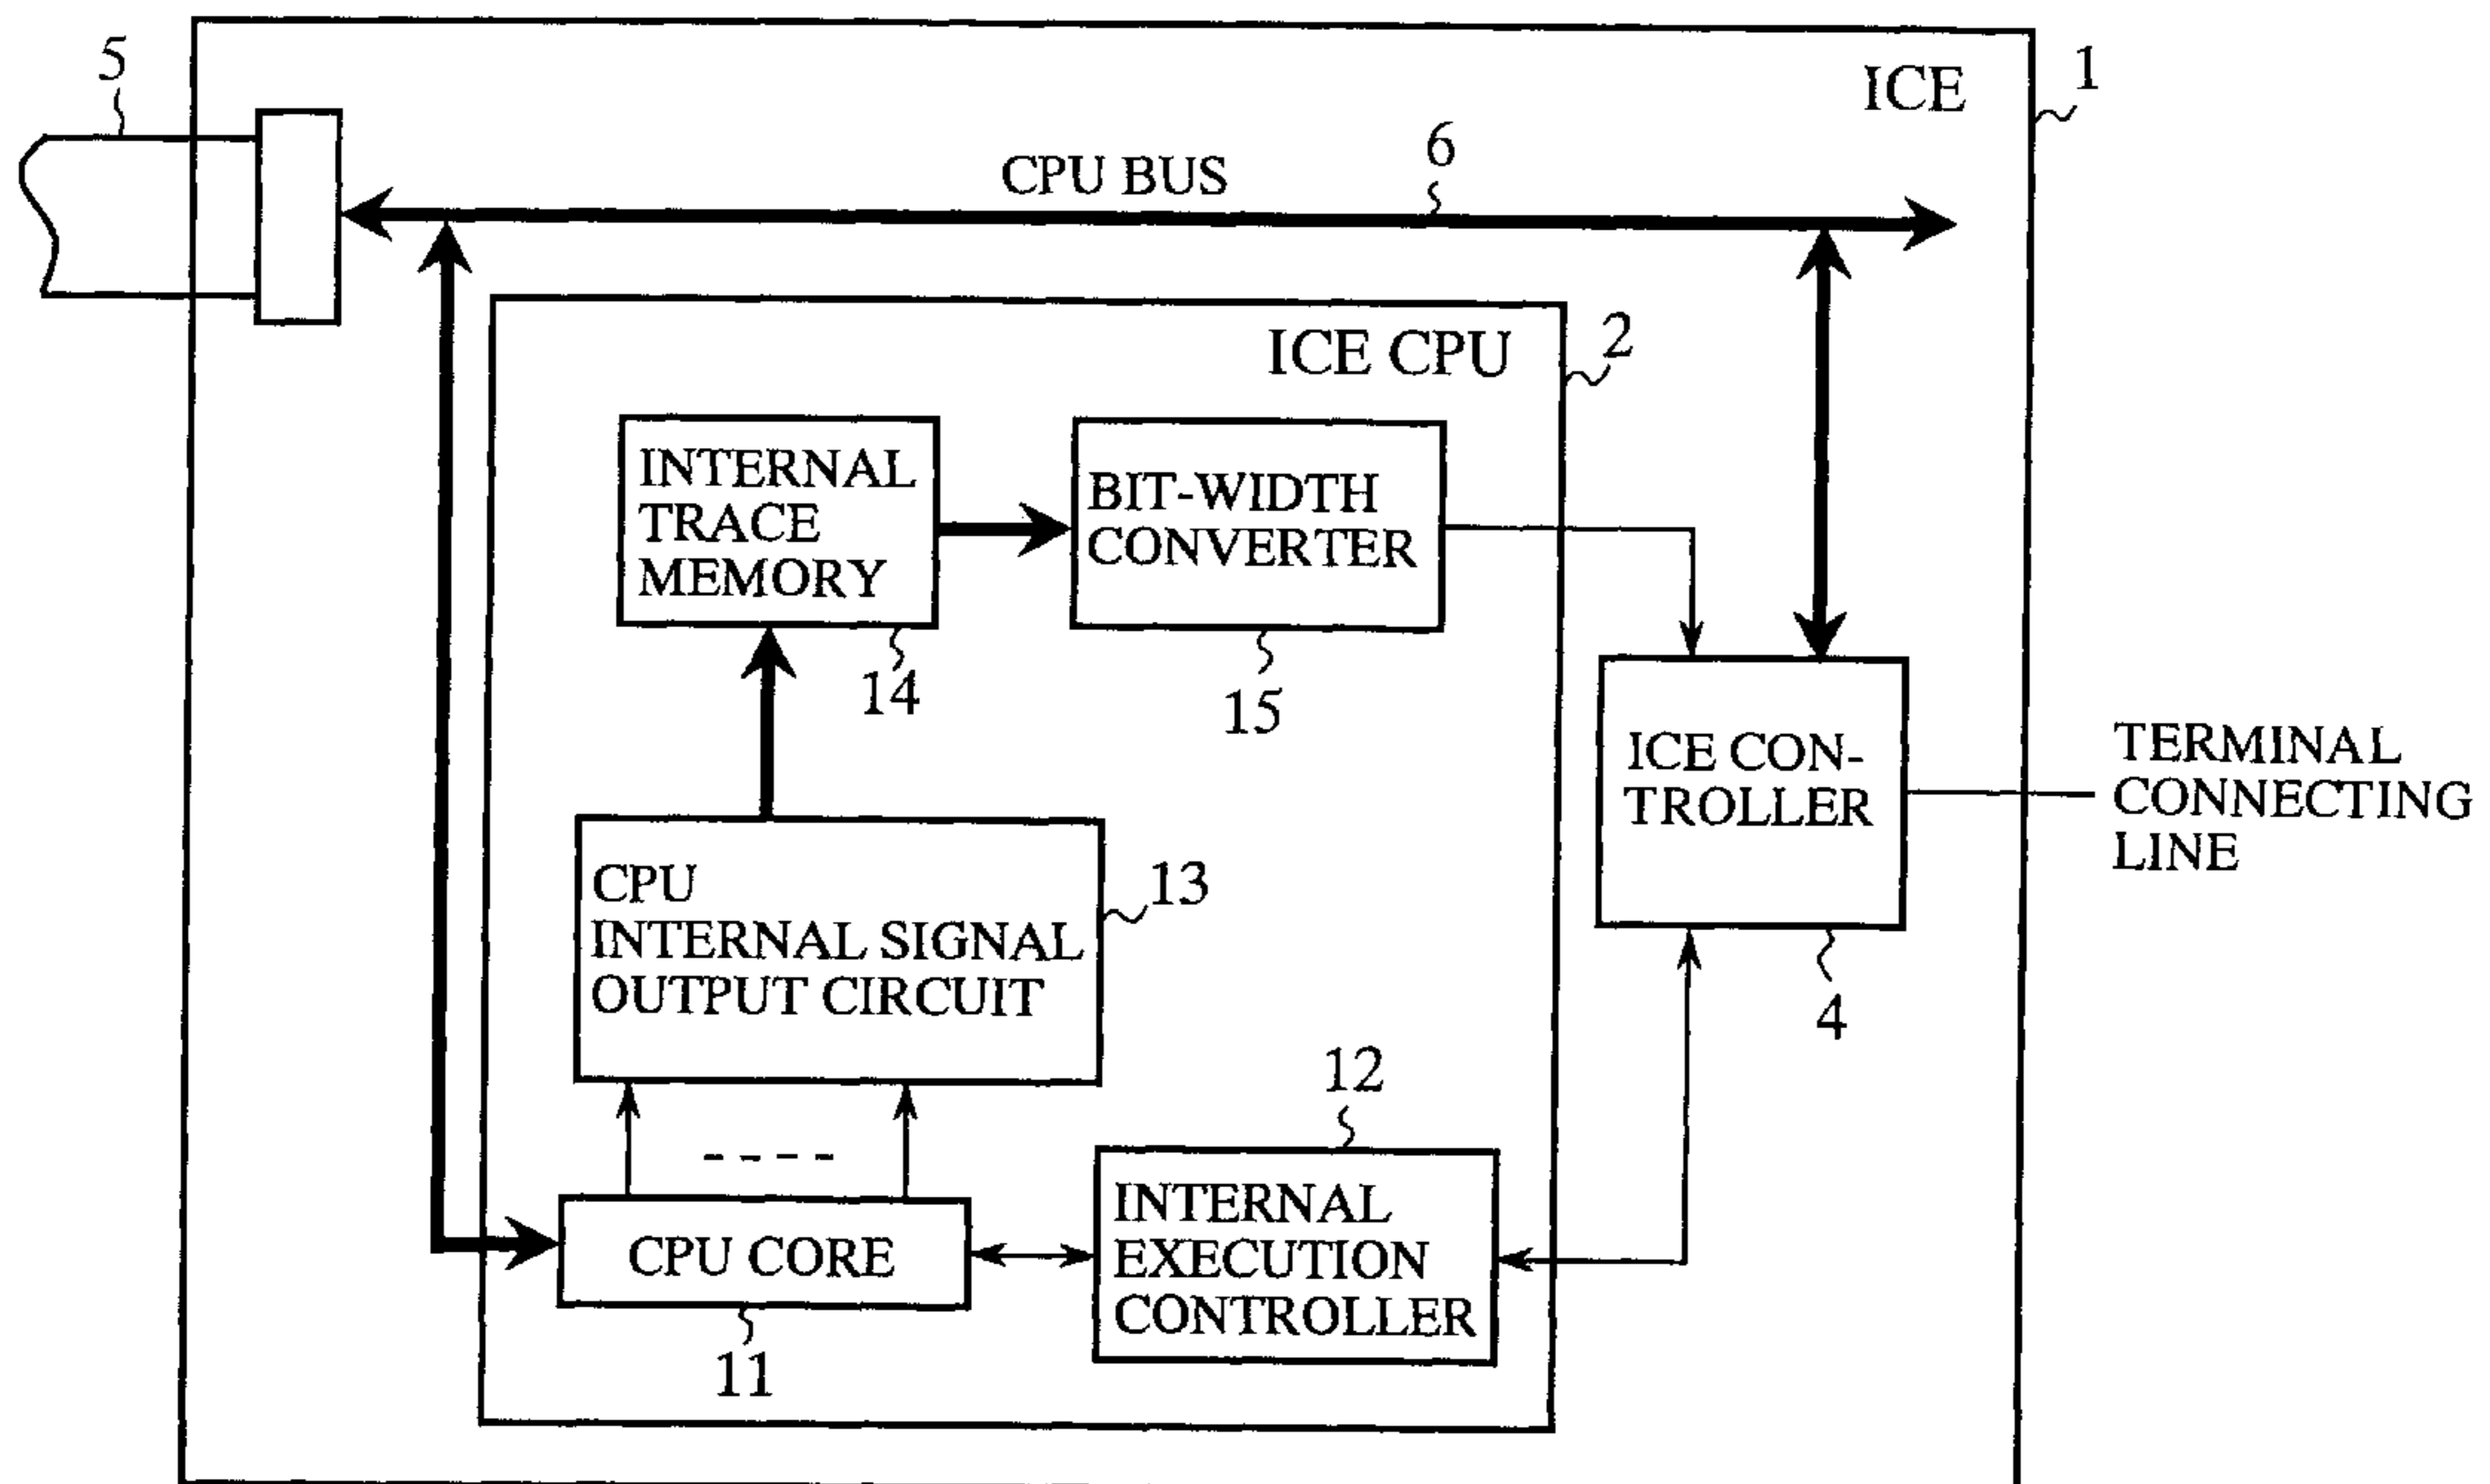 5
1
ICE
6
CPU BUS
2
ICE CPU
INTERNAL
TRACE
MEMORY
BIT-WIDTH
CONVERTER
14
15
ICE CON-
TROLLER
TERMINAL
CONNECTING
LINE
13
CPU
INTERNAL SIGNAL
OUTPUT CIRCUIT
4
12
CPU CORE
INTERNAL
EXECUTION
CONTROLLER
11